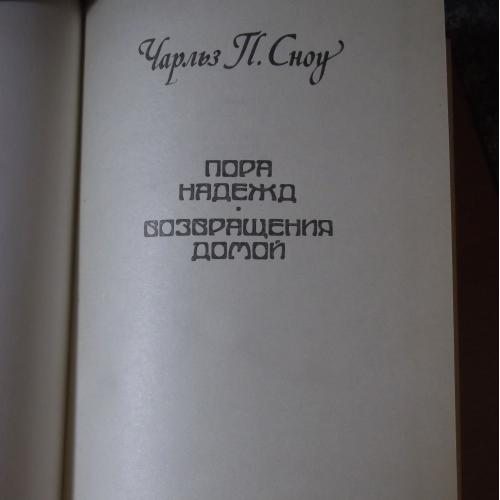 Чарльз П. Сноу
ПОРА
НАДЕЖД
·
ВОЗВРАЩЕНИЯ
ДОМОЙ